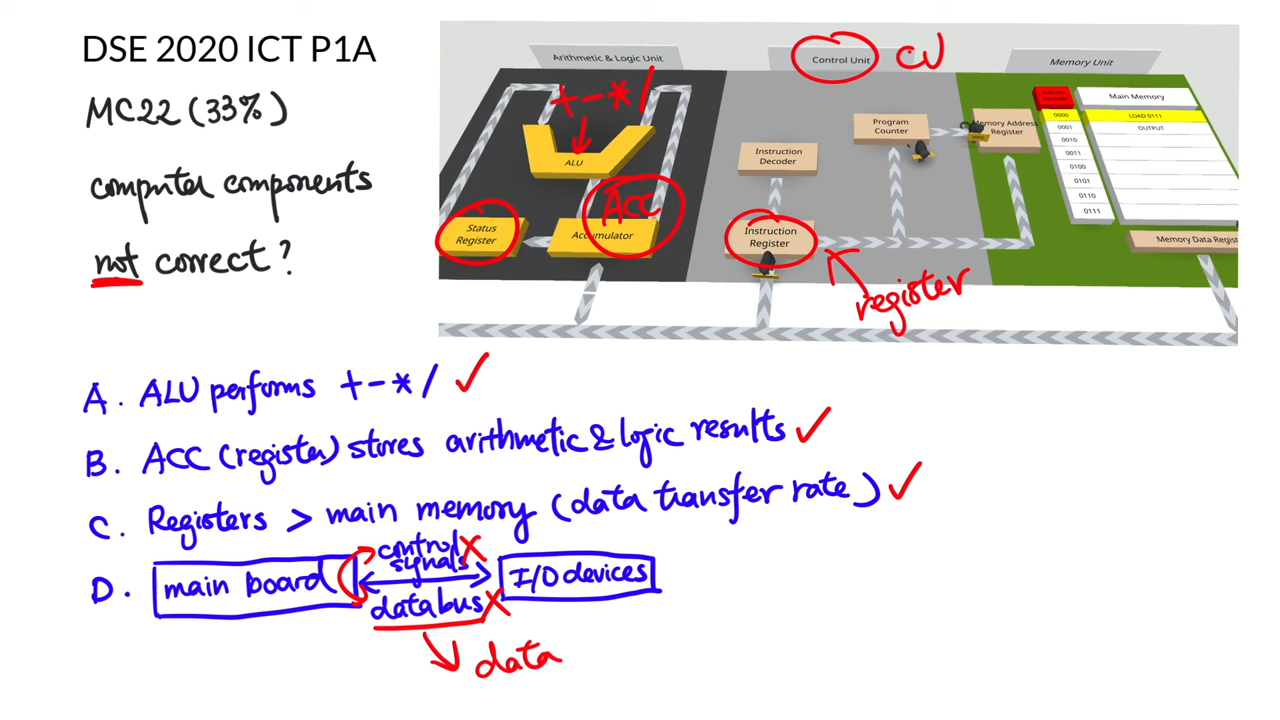 DSE 2020 ICT P1A
MC22 (33%)
computer components
not correct?
Arithmetic & Logic Unit
Control Unit
CU
Memory Unit
+-*/
ALU
ACC
Status
Register
Accumulator
Instruction
Decoder
Instruction
Register
Program
Counter
Memory Address
Register
register
Main Memory
0000 LOAD 0111
0001 OUTPUT
0010
0011
0100
0101
0110
0111
Memory Data Regist
A. ALU performs +-*/ ✓
B. ACC (register) stores arithmetic & logic results ✓
C. Registers > main memory (data transfer rate) ✓
D. main board control signals X data bus X I/O devices
data